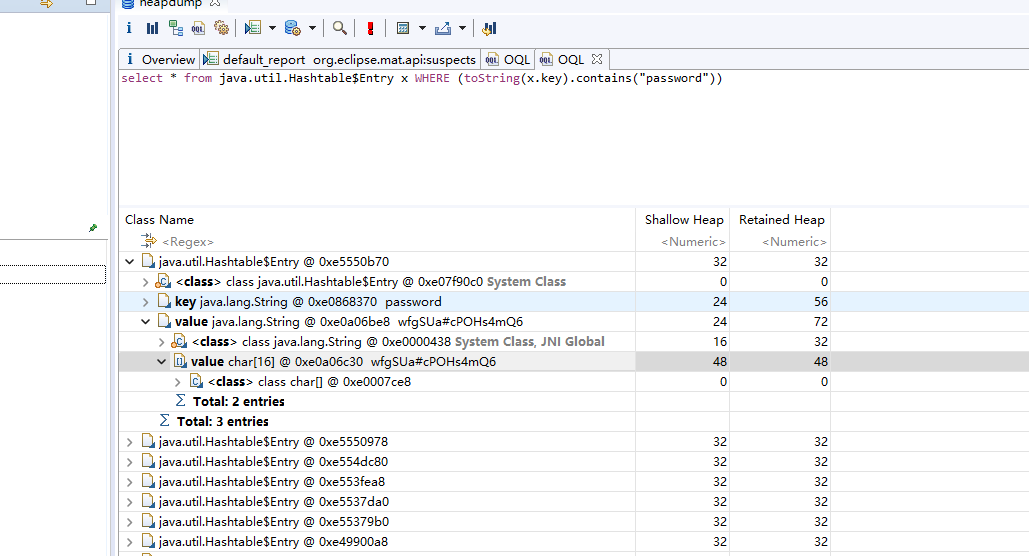 heapdump
Overview default_report org.eclipse.mat.api:suspects OQL OQL
select * from java.util.Hashtable$Entry x WHERE (toString(x.key).contains("password"))
Class Name Shallow Heap Retained Heap
<Regex> <Numeric> <Numeric>
java.util.Hashtable$Entry @ 0xe5550b70 32 32
<class> class java.util.Hashtable$Entry @ 0xe07f90c0 System Class 0 0
key java.lang.String @ 0xe0868370 password 24 56
value java.lang.String @ 0xe0a06be8 wfgSUa#cPOHs4mQ6 24 72
<class> class java.lang.String @ 0xe0000438 System Class, JNI Global 16 32
value char[16] @ 0xe0a06c30 wfgSUa#cPOHs4mQ6 48 48
<class> class char[] @ 0xe0007ce8 0 0
Σ Total: 2 entries
Σ Total: 3 entries
java.util.Hashtable$Entry @ 0xe5550978 32 32
java.util.Hashtable$Entry @ 0xe554dc80 32 32
java.util.Hashtable$Entry @ 0xe553fea8 32 32
java.util.Hashtable$Entry @ 0xe5537da0 32 32
java.util.Hashtable$Entry @ 0xe55379b0 32 32
java.util.Hashtable$Entry @ 0xe49900a8 32 32